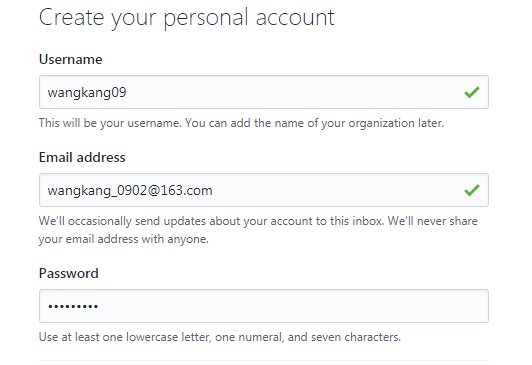 Create your personal account
Username
wangkang09
This will be your username. You can add the name of your organization later.
Email address
wangkang_0902@163.com
We'll occasionally send updates about your account to this inbox. We'll never share
your email address with anyone.
Password
•••••••••
Use at least one lowercase letter, one numeral, and seven characters.